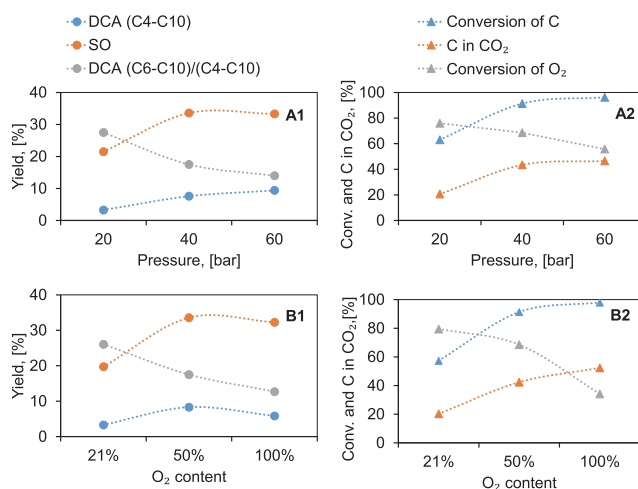 DCA (C4-C10)
SO
DCA (C6-C10)/(C4-C10)
Conversion of C
C in CO₂
Conversion of O₂
40
30
20
10
0
Yield, [%]
A1
20 40 60
Pressure, [bar]
100
80
60
40
20
0
Conv. and C in CO₂, [%]
A2
20 40 60
Pressure, [bar]
40
30
20
10
0
Yield, [%]
B1
21% 50% 100%
O₂ content
100
80
60
40
20
0
Conv. and C in CO₂,[%]
B2
21% 50% 100%
O₂ content